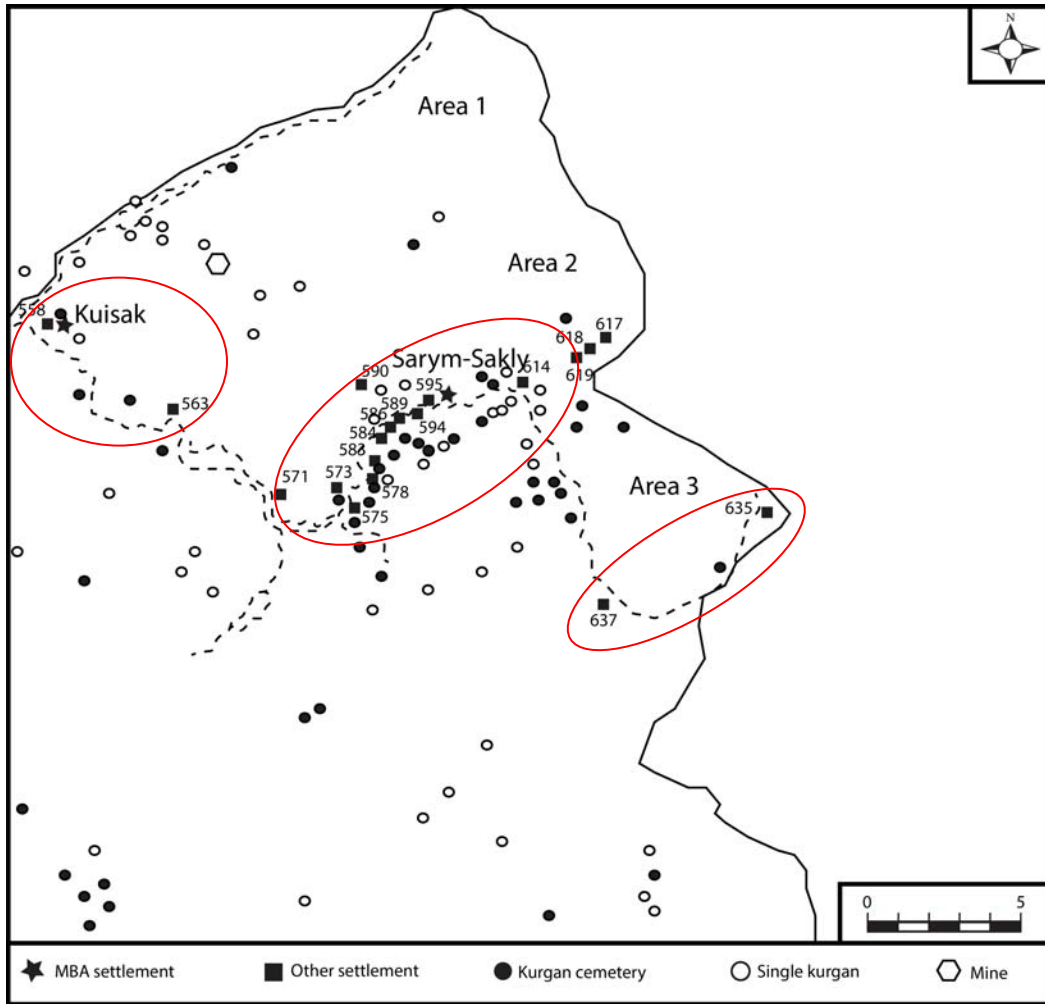 N
Area 1
Area 2
558
Kuisak
617
618
Sarym-Sakly
619
590
595
614
589
563
586
594
584
583
Area 3
571
573
578
635
575
637
0
5
MBA settlement
Other settlement
Kurgan cemetery
Single kurgan
Mine